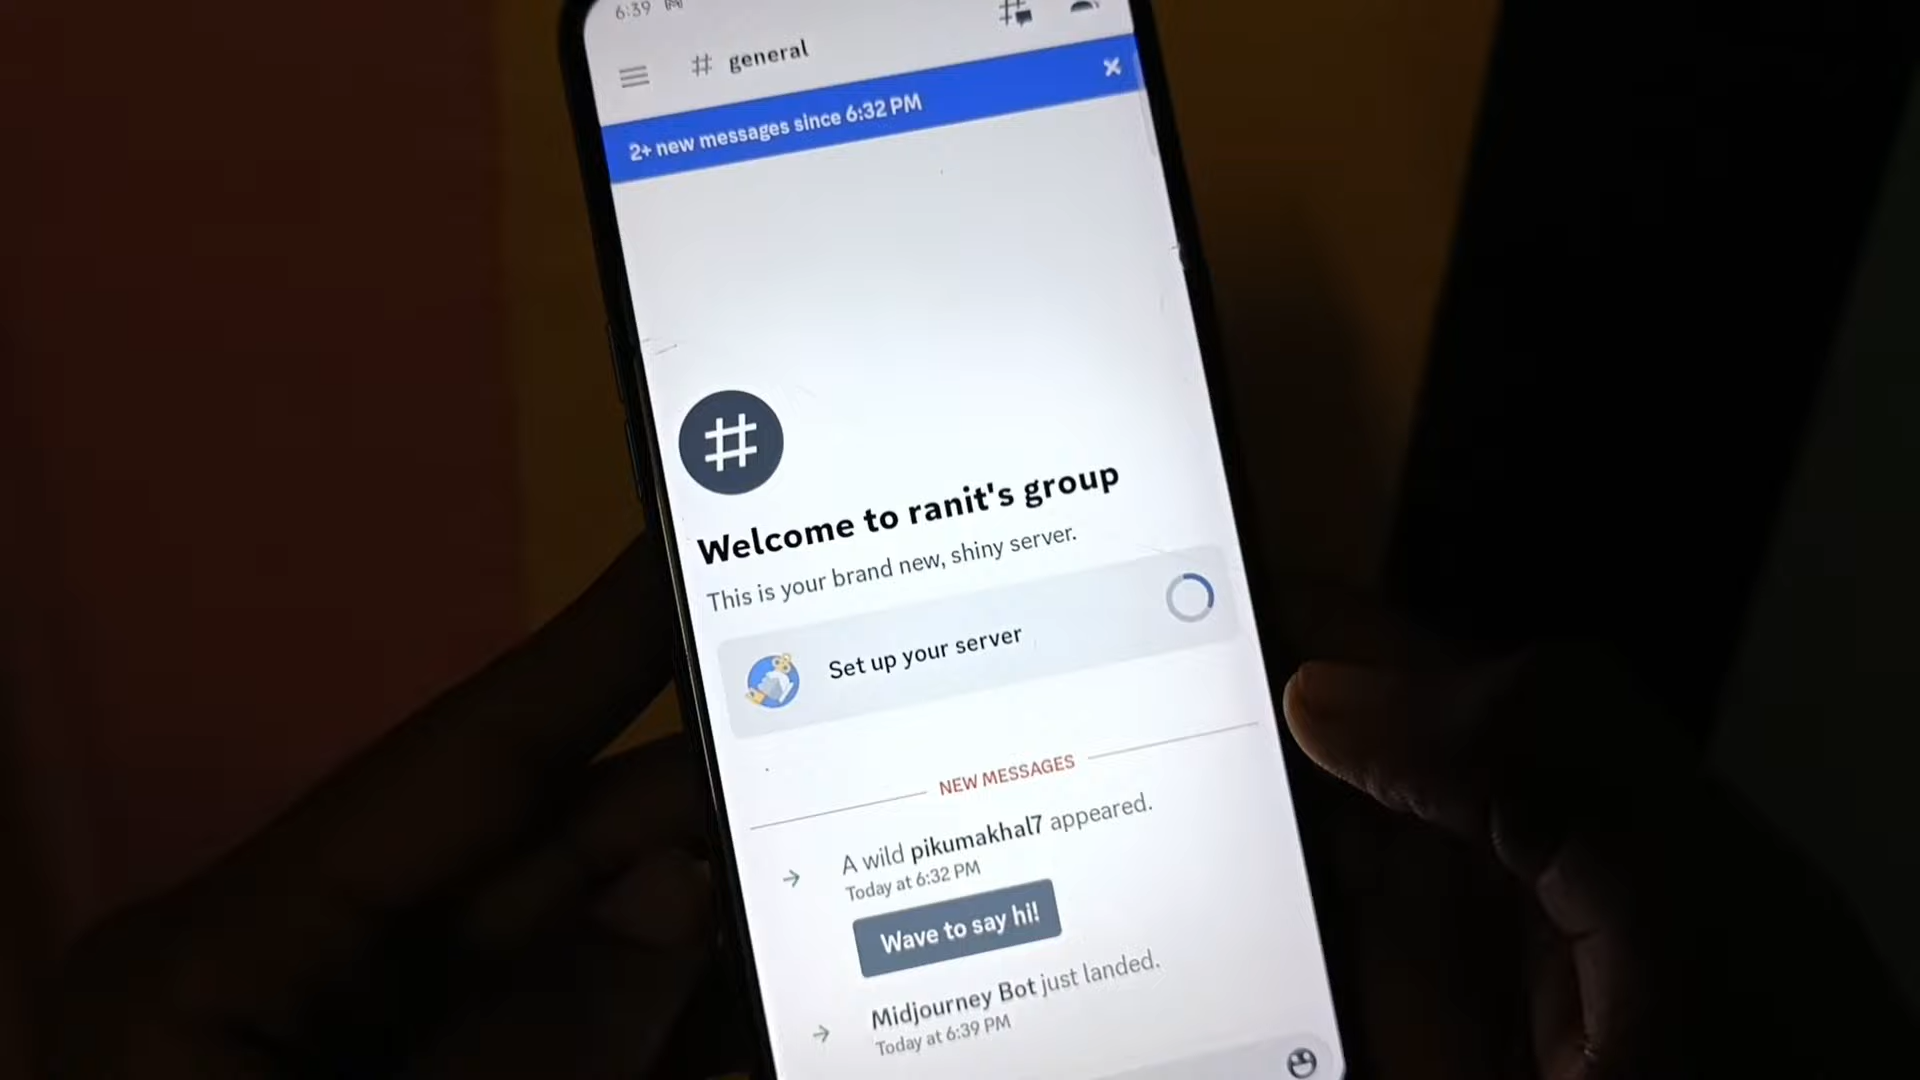 6:39
# general
2+ new messages since 6:32 PM
#
Welcome to ranit's group
This is your brand new, shiny server.
Set up your server
NEW MESSAGES
A wild pikumakhal7 appeared.
Today at 6:32 PM
Wave to say hi!
Midjourney Bot just landed.
Today at 6:39 PM